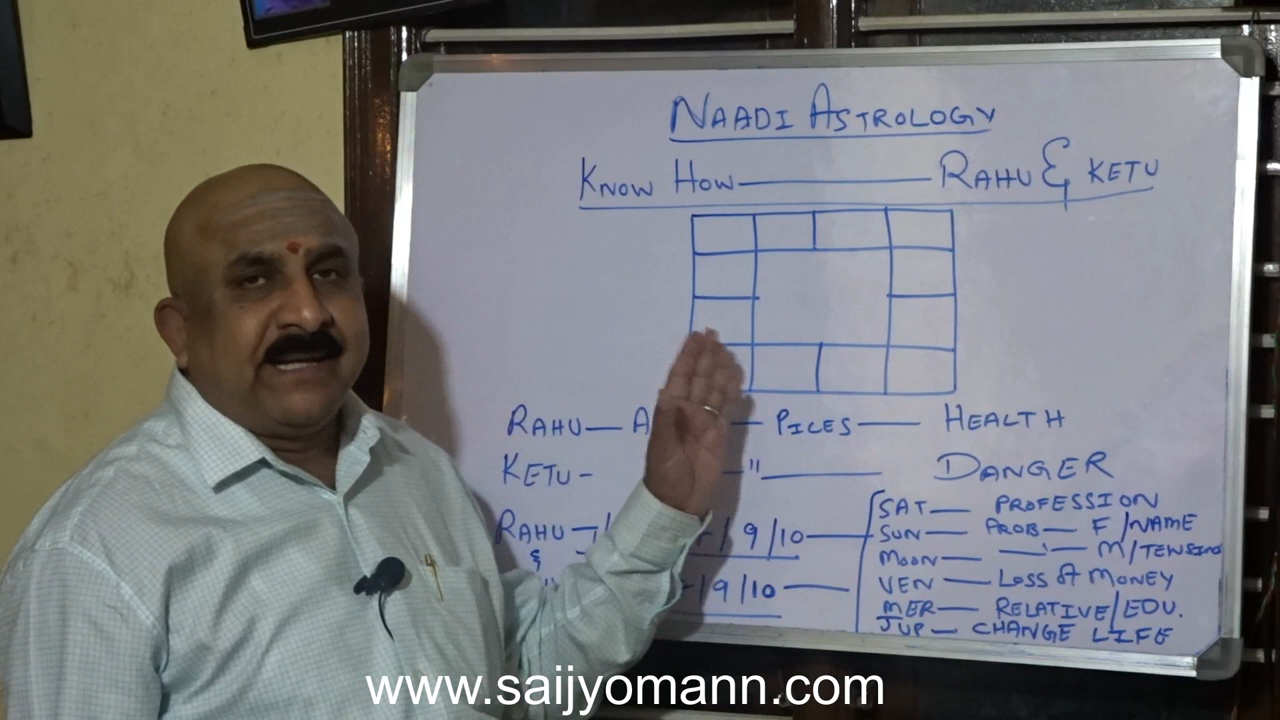 NAADI ASTROLOGY
KNOW HOW — RAHU & KETU
RAHU — — PICES — HEALTH
KETU - — " — DANGER
RAHU — / 9 / 10 —
&
/ 9 / 10 —
SAT — PROFESSION
SUN — PROB — F / NAME
MOON — " — M / TENSION
VEN — LOSS OF MONEY
MER — RELATIVE / EDU.
JUP — CHANGE LIFE
www.saijyomann.com